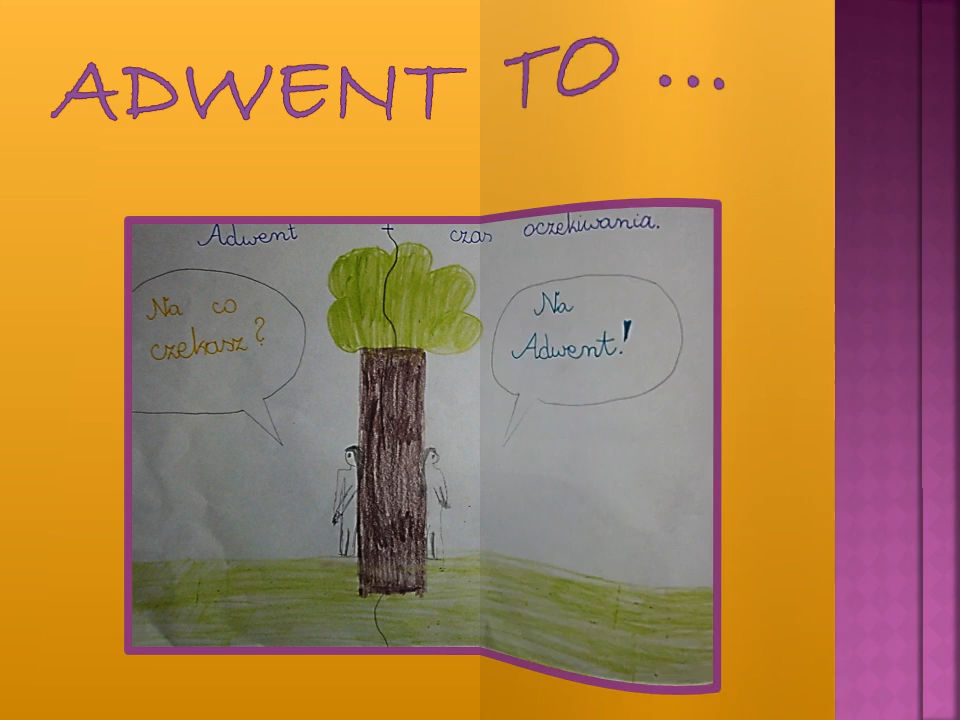 ADWENT TO ...
Adwent t czas oczekiwania.
Na co
czekasz?
Na
Adwent!